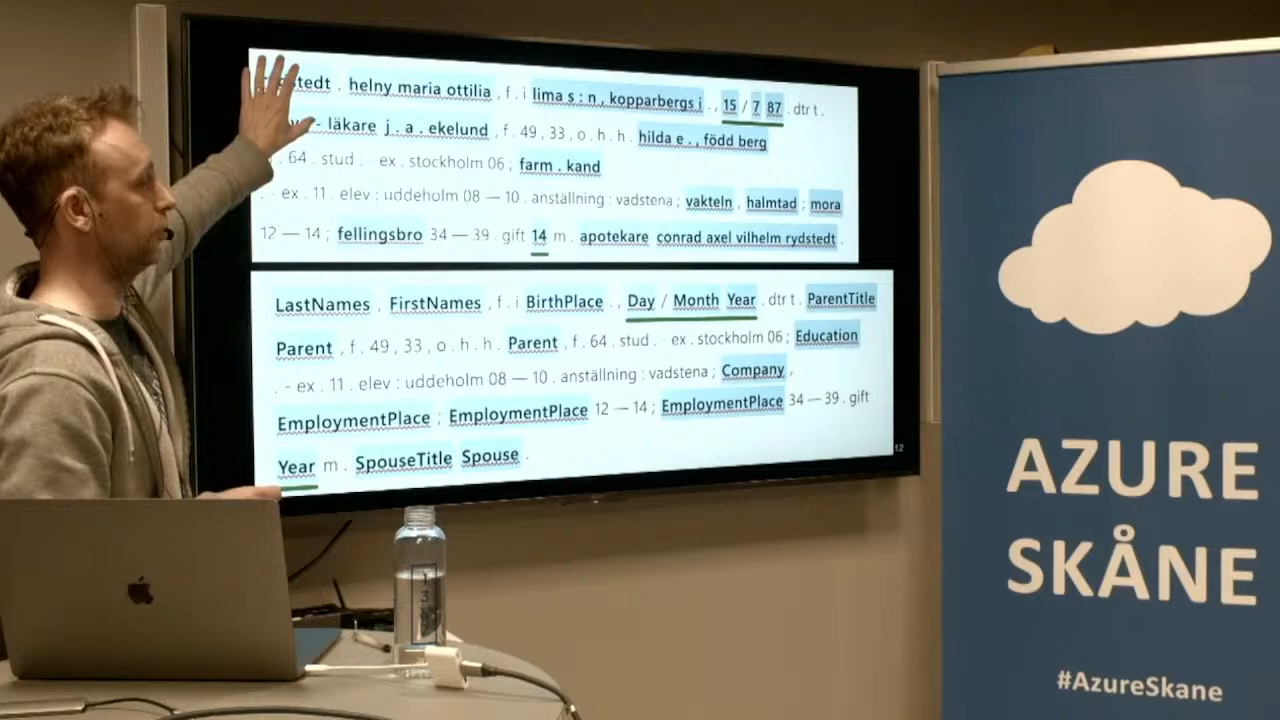 helny maria ottilia , f . i lima s : n , kopparbergs j . , 15 / 7 87 . dtr t .
- läkare j . a . ekelund , f . 49 , 33 , o . h . h . hilda e . , född berg
. 64 . stud . - ex . stockholm 06 ; farm . kand
. - ex . 11 . elev : uddeholm 08 — 10 . anställning : vadstena ; vakteln , halmtad ; mora
12 — 14 ; fellingsbro 34 — 39 . gift 14 m . apotekare conrad axel vilhelm rydstedt .
LastNames , FirstNames , f . i BirthPlace . , Day / Month Year . dtr t . ParentTitle
Parent , f . 49 , 33 , o . h . h . Parent , f . 64 . stud . - ex . stockholm 06 ; Education
. - ex . 11 . elev : uddeholm 08 — 10 . anställning : vadstena ; Company ,
EmploymentPlace ; EmploymentPlace 12 — 14 ; EmploymentPlace 34 — 39 . gift
Year m . SpouseTitle Spouse .
12
AZURE
SKÅNE
#AzureSkane